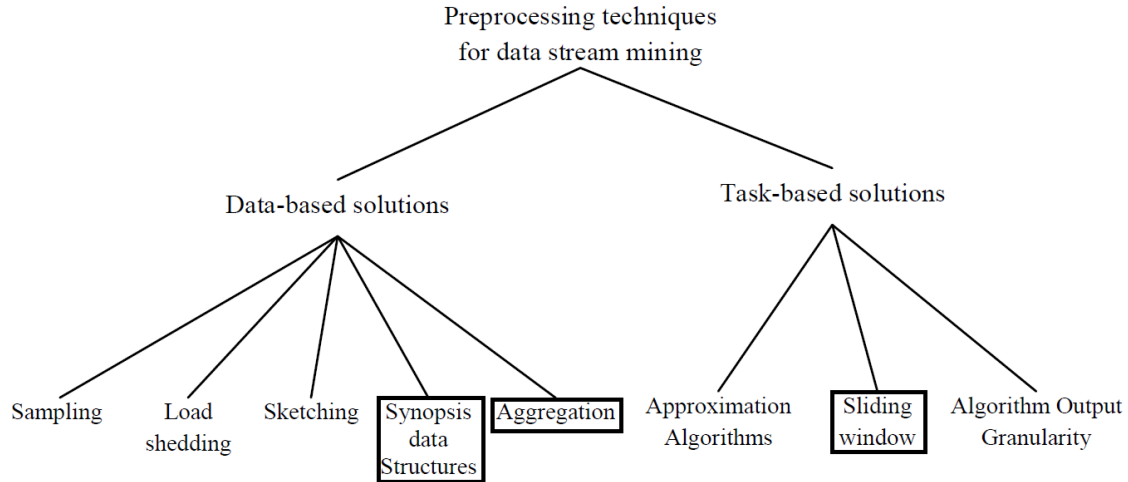 Preprocessing techniques
for data stream mining
Data-based solutions
Task-based solutions
Sampling
Load
shedding
Sketching
Synopsis
data
Structures
Aggregation
Approximation
Algorithms
Sliding
window
Algorithm Output
Granularity